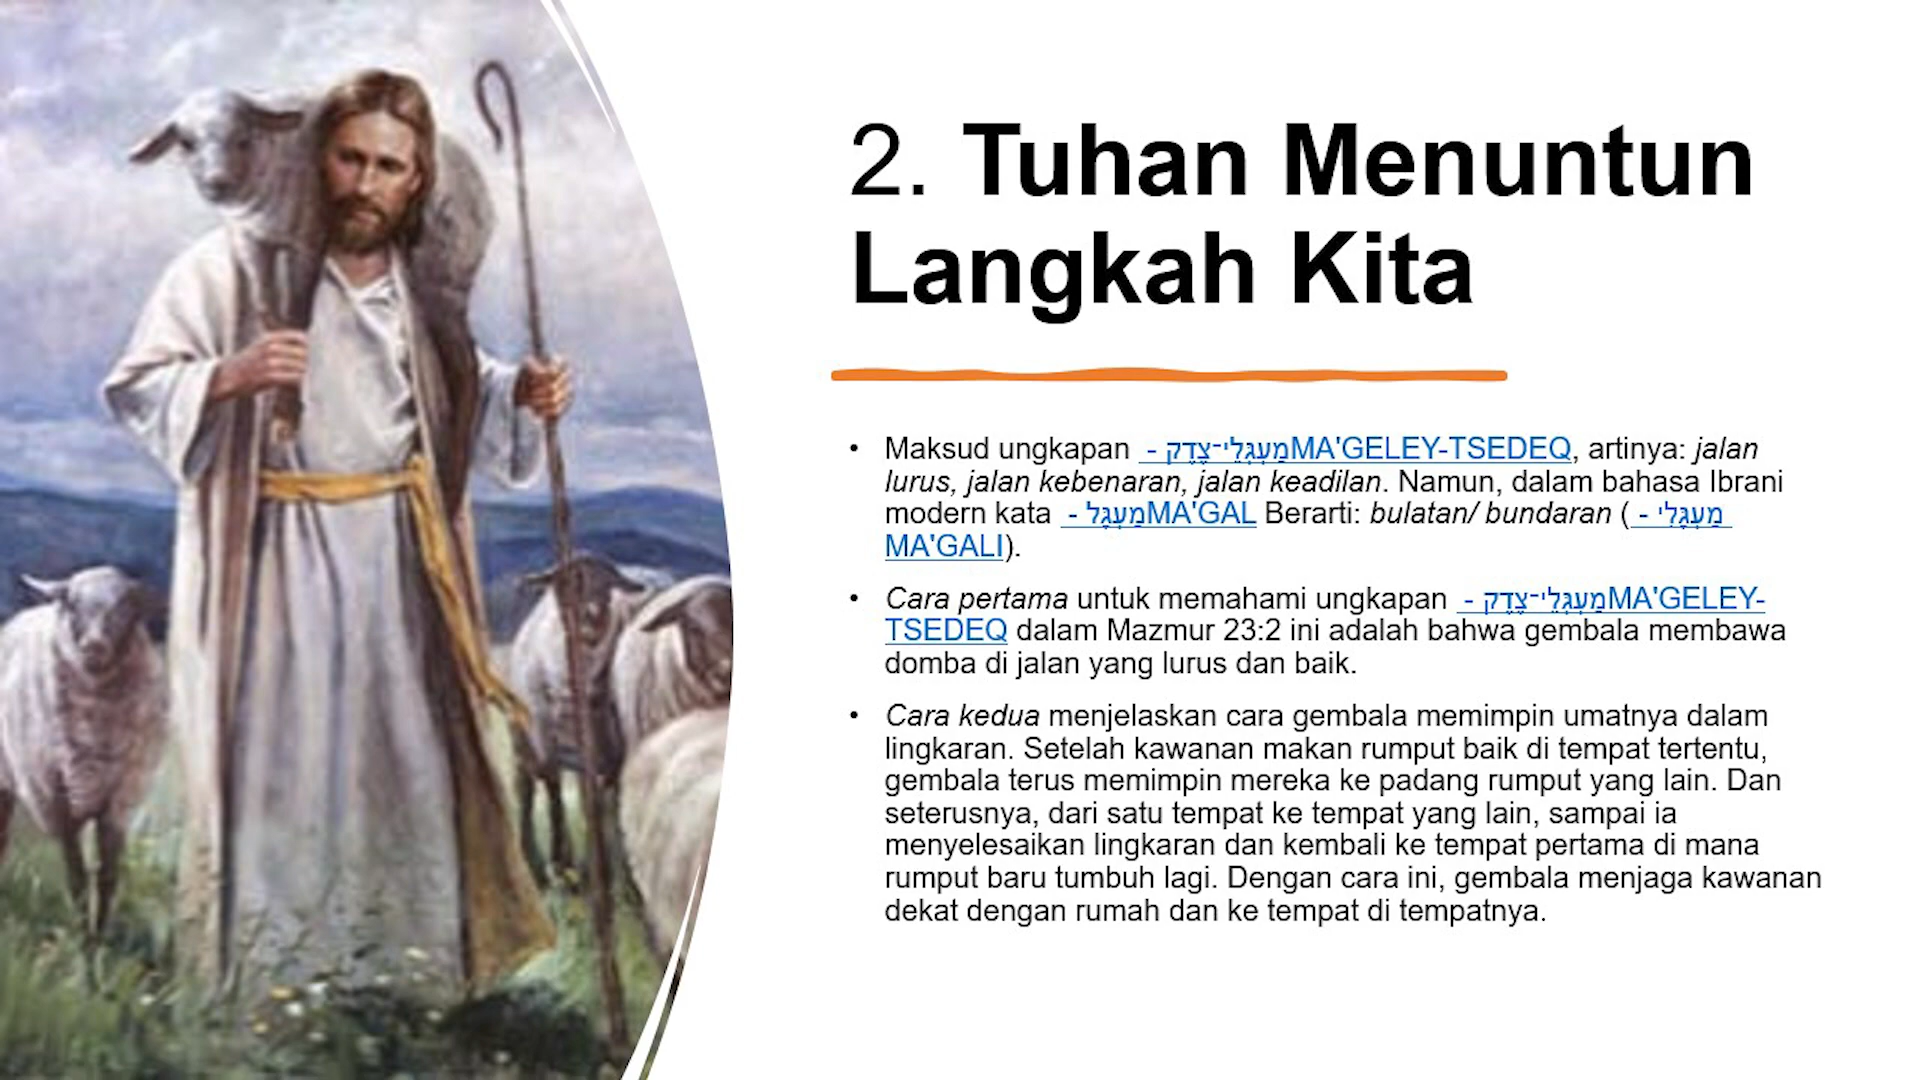 2. Tuhan Menuntun
Langkah Kita
• Maksud ungkapan - מַעְגְּלֵי־צֶדֶקMA'GELEY-TSEDEQ, artinya: jalan
lurus, jalan kebenaran, jalan keadilan. Namun, dalam bahasa Ibrani
modern kata - מַעְגָּלMA'GAL Berarti: bulatan/ bundaran ( - מַעְגָּלִי
MA'GALI).
• Cara pertama untuk memahami ungkapan - מַעְגְּלֵי־צֶדֶקMA'GELEY-
TSEDEQ dalam Mazmur 23:2 ini adalah bahwa gembala membawa
domba di jalan yang lurus dan baik.
• Cara kedua menjelaskan cara gembala memimpin umatnya dalam
lingkaran. Setelah kawanan makan rumput baik di tempat tertentu,
gembala terus memimpin mereka ke padang rumput yang lain. Dan
seterusnya, dari satu tempat ke tempat yang lain, sampai ia
menyelesaikan lingkaran dan kembali ke tempat pertama di mana
rumput baru tumbuh lagi. Dengan cara ini, gembala menjaga kawanan
dekat dengan rumah dan ke tempat di tempatnya.